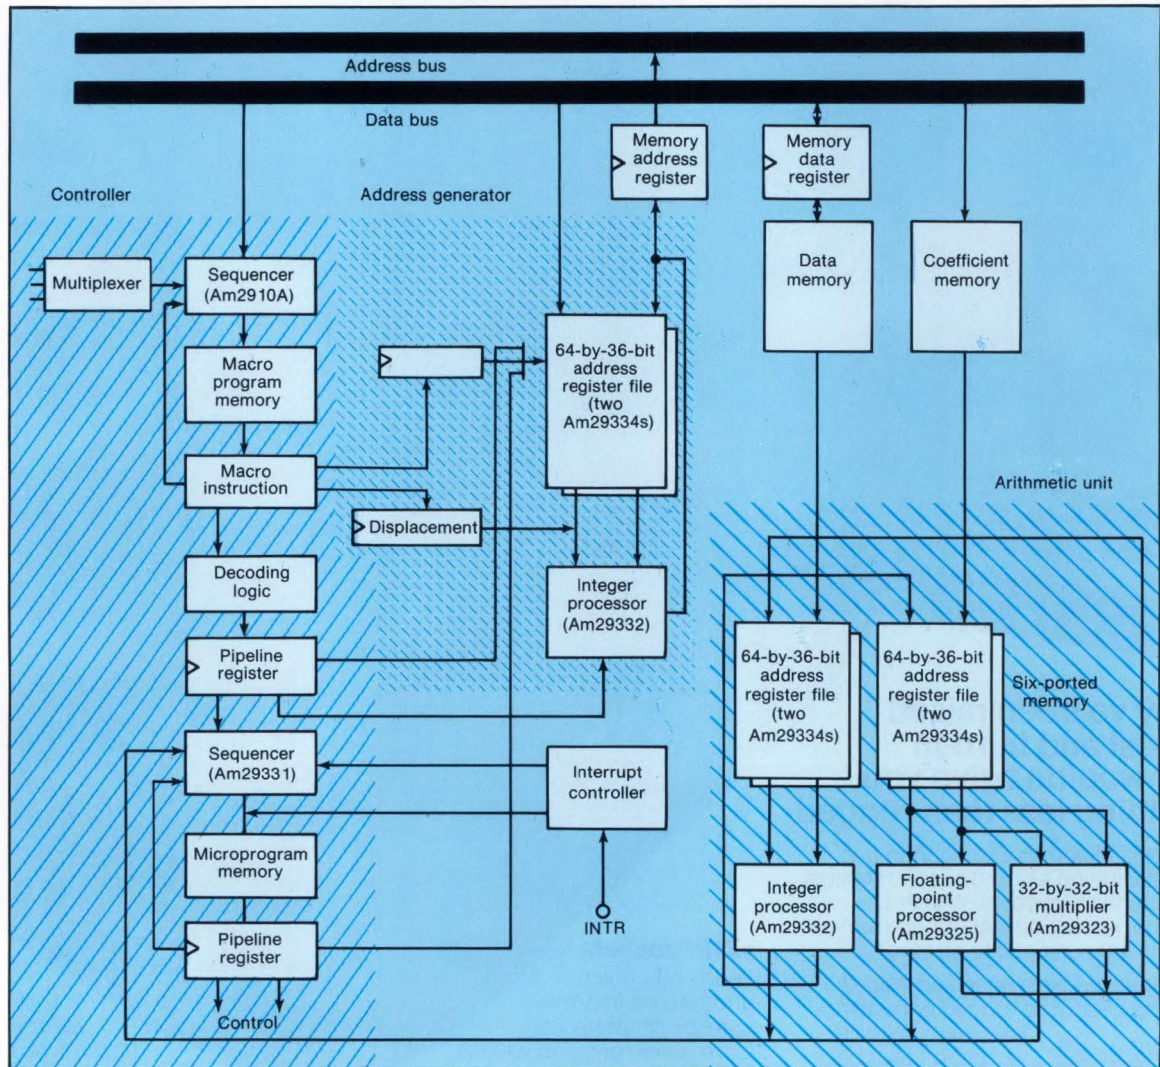 Address bus
Data bus
Memory
address
register
Memory
data
register
Controller
Address generator
Multiplexer
Sequencer
(Am2910A)
Data
memory
Coefficient
memory
Macro
program
memory
64-by-36-bit
address
register file
(two
Am29334s)
Macro
instruction
Arithmetic unit
Displacement
Decoding
logic
Integer
processor
(Am29332)
Pipeline
register
64-by-36-bit
address
register file
(two
Am29334s)
64-by-36-bit
address
register file
(two
Am29334s)
Six-ported
memory
Sequencer
(Am29331)
Interrupt
controller
Microprogram
memory
Integer
processor
(Am29332)
Floating-
point
processor
(Am29325)
32-by-32-bit
multiplier
(Am29323)
INTR
Pipeline
register
Control